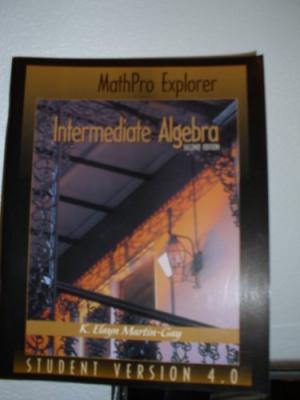 MathPro Explorer
Intermediate Algebra
SECOND EDITION
K. Elayn Martin-Gay
STUDENT VERSION 4.0